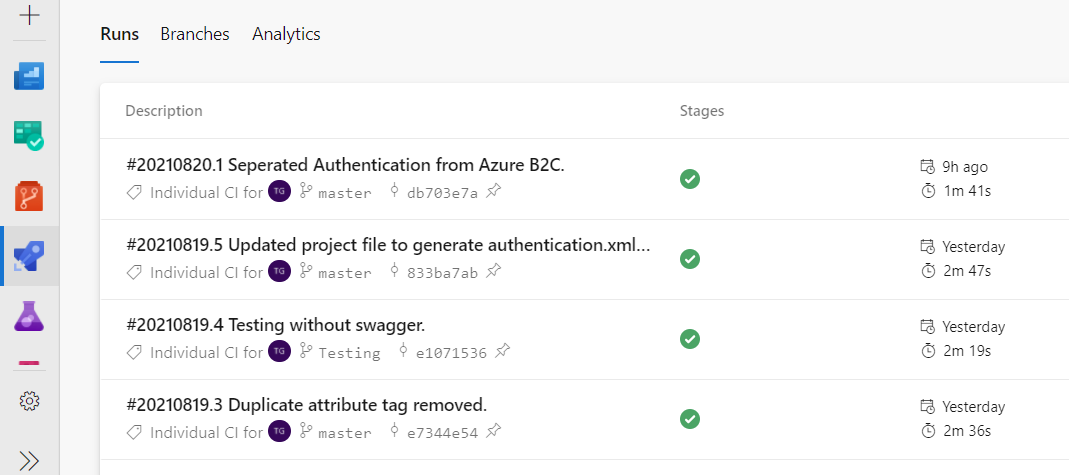 Runs Branches Analytics
Description Stages
#20210820.1 Seperated Authentication from Azure B2C.
9h ago
Individual CI for TG master db703e7a
1m 41s
#20210819.5 Updated project file to generate authentication.xml...
Yesterday
Individual CI for TG master 833ba7ab
2m 47s
#20210819.4 Testing without swagger.
Yesterday
Individual CI for TG Testing e1071536
2m 19s
#20210819.3 Duplicate attribute tag removed.
Yesterday
Individual CI for TG master e7344e54
2m 36s